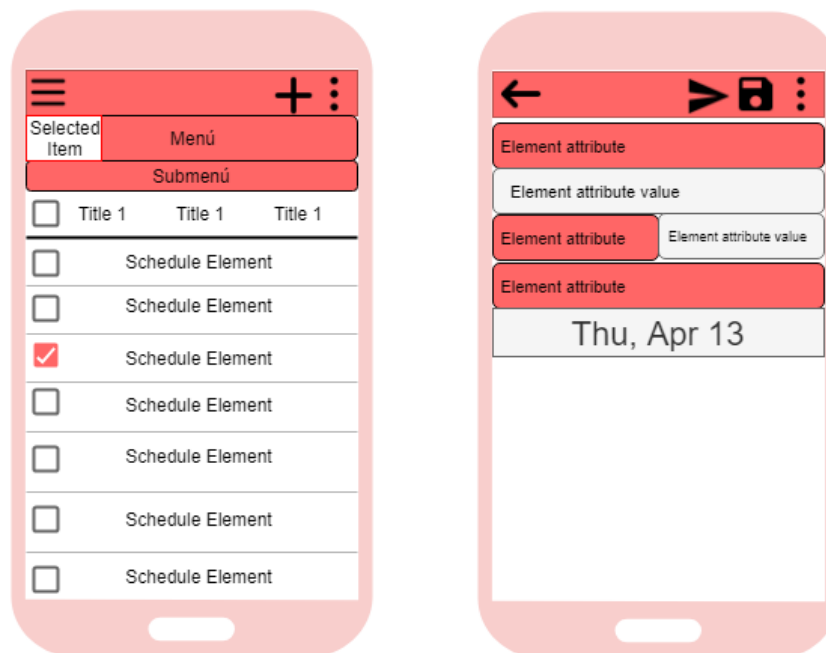 Selected
Item
Menú
Submenú
Title 1 Title 1 Title 1
Schedule Element
Schedule Element
Schedule Element
Schedule Element
Schedule Element
Schedule Element
Schedule Element
Element attribute
Element attribute value
Element attribute Element attribute value
Element attribute
Thu, Apr 13